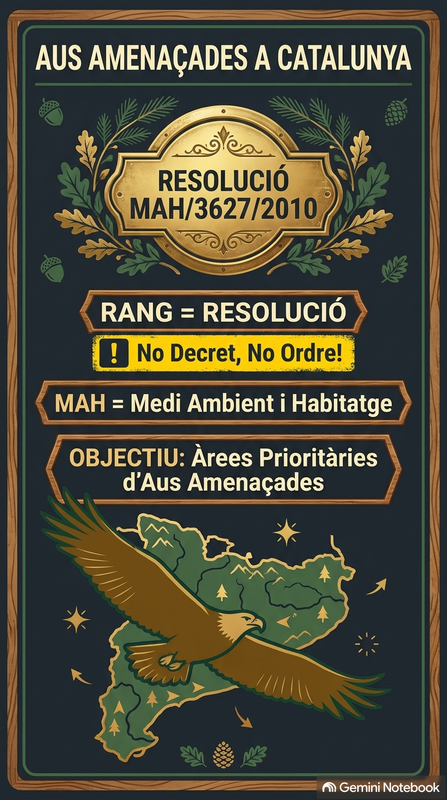 AUS AMENAÇADES A CATALUNYA
RESOLUCIÓ
MAH/3627/2010
RANG = RESOLUCIÓ
! No Decret, No Ordre!
MAH = Medi Ambient i Habitatge
OBJECTIU: Àrees Prioritàries
d'Aus Amenaçades
Gemini Notebook